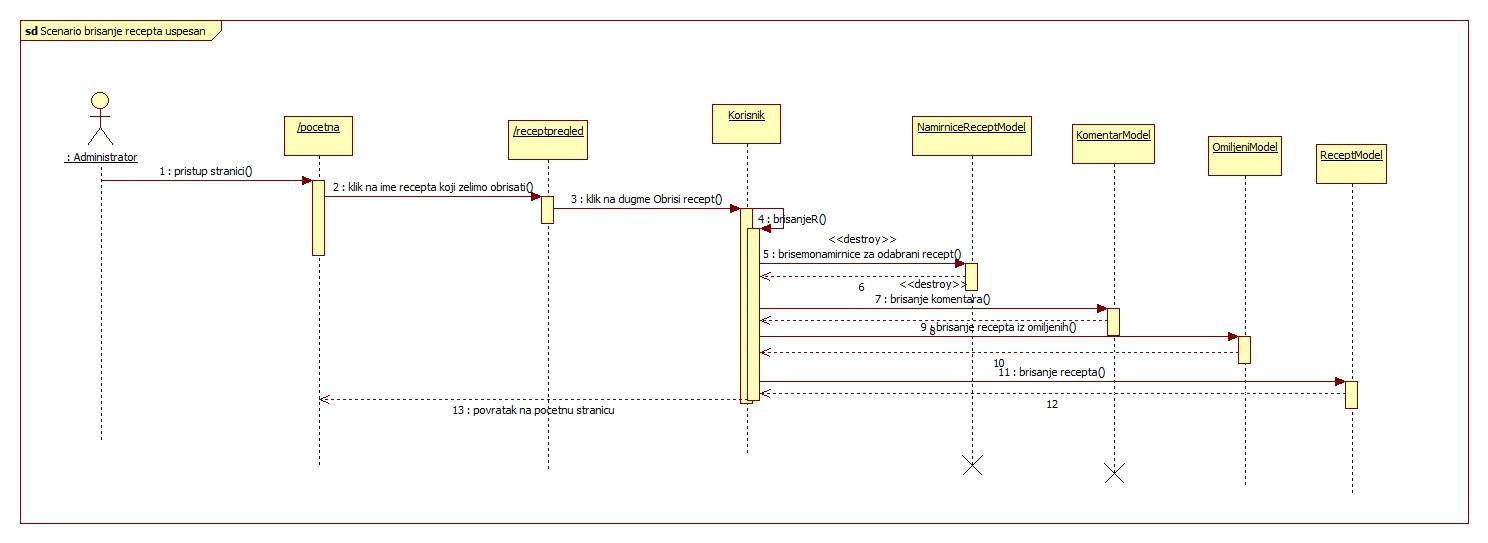 sd Scenario brisanje recepta uspesan
: Administrator
/pocetna
/receptpregled
Korisnik
NamirniceReceptModel
KomentarModel
OmiljeniModel
ReceptModel
1 : pristup stranici()
2 : klik na ime recepta koji zelimo obrisati()
3 : klik na dugme Obrisi recept()
4 : brisanjeR()
<<destroy>>
5 : brisemonamirnice za odabrani recept()
6
<<destroy>>
7 : brisanje komentara()
8
9 : brisanje recepta iz omiljenih()
10
11 : brisanje recepta()
12
13 : povratak na pocetnu stranicu